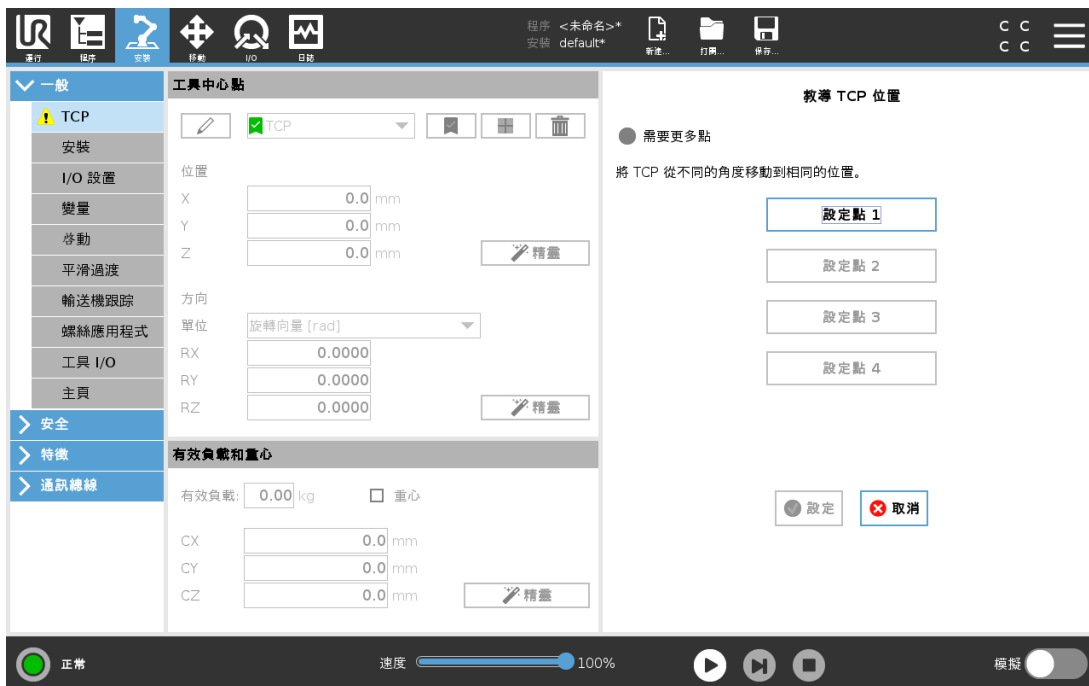 UR
運行
程序
安裝
移動
I/O
日誌
程序 <未命名>*
安裝 default*
新建...
打開...
保存...
C C
C C
一般
TCP
安裝
I/O 設置
變量
啓動
平滑過渡
輸送機跟踪
螺絲應用程式
工具 I/O
主頁
安全
特徵
通訊總線
工具中心點
TCP
位置
X 0.0 mm
Y 0.0 mm
Z 0.0 mm
精靈
方向
單位 旋轉向量 [rad]
RX 0.0000
RY 0.0000
RZ 0.0000
精靈
有效負載和重心
有效負載: 0.00 kg 重心
CX 0.0 mm
CY 0.0 mm
CZ 0.0 mm
精靈
教導 TCP 位置
需要更多點
將 TCP 從不同的角度移動到相同的位置。
設定點 1
設定點 2
設定點 3
設定點 4
設定 取消
正常
速度 100%
模擬